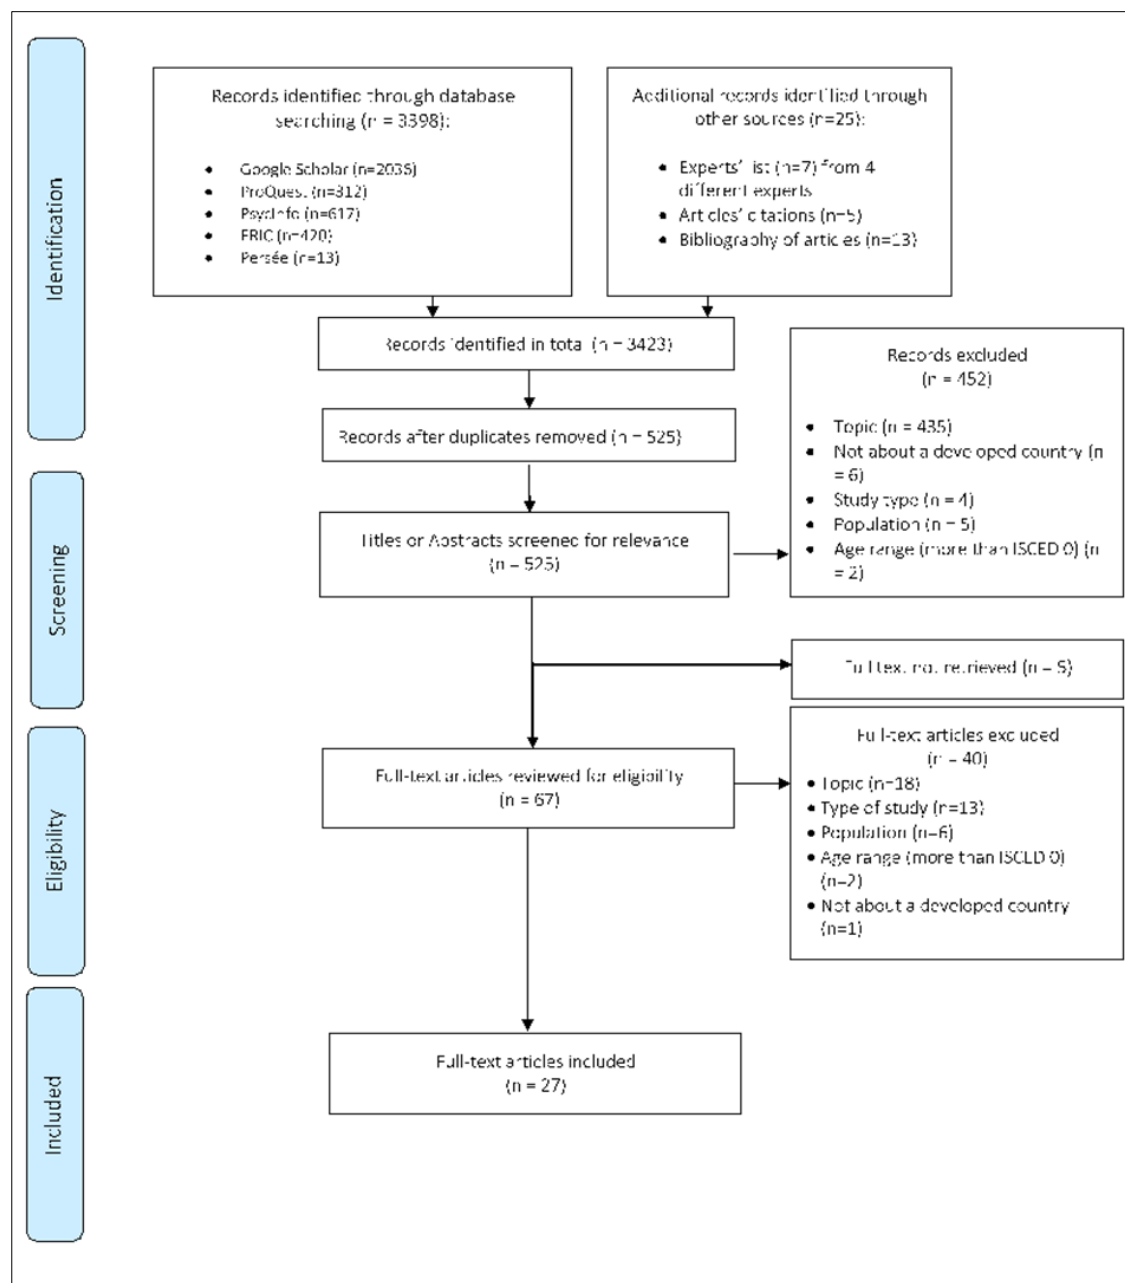 Identification
Records identified through database
searching (n = 3398):
• Google Scholar (n=2036)
• ProQuest (n=312)
• PsycInfo (n=617)
• ERIC (n=420)
• Persée (n=13)
Additional records identified through
other sources (n=25):
• Experts' list (n=7) from 4
different experts
• Articles' citations (n=5)
• Bibliography of articles (n=13)
Records identified in total (n = 3423)
Records after duplicates removed (n = 525)
Screening
Titles or Abstracts screened for relevance
(n = 525)
Records excluded
(n = 452)
• Topic (n = 435)
• Not about a developed country (n
= 6)
• Study type (n = 4)
• Population (n = 5)
• Age range (more than ISCED 0) (n
= 2)
Full text not retrieved (n =
Eligibility
Full-text articles reviewed for eligibility
(n = 67)
Full-text articles excluded
(n = 40)
• Topic (n=18)
• Type of study (n=13)
• Population (n=6)
• Age range (more than ISCED 0)
(n=2)
• Not about a developed country
(n=1)
Included
Full-text articles included
(n = 27)